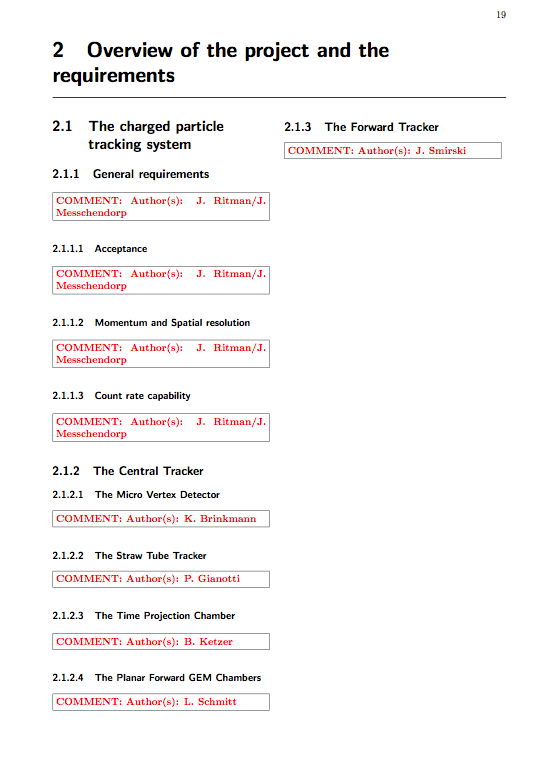 19
2 Overview of the project and the
requirements
2.1 The charged particle
tracking system
2.1.1 General requirements
COMMENT: Author(s): J. Ritman/J.
Messchendorp
2.1.1.1 Acceptance
COMMENT: Author(s): J. Ritman/J.
Messchendorp
2.1.1.2 Momentum and Spatial resolution
COMMENT: Author(s): J. Ritman/J.
Messchendorp
2.1.1.3 Count rate capability
COMMENT: Author(s): J. Ritman/J.
Messchendorp
2.1.2 The Central Tracker
2.1.2.1 The Micro Vertex Detector
COMMENT: Author(s): K. Brinkmann
2.1.2.2 The Straw Tube Tracker
COMMENT: Author(s): P. Gianotti
2.1.2.3 The Time Projection Chamber
COMMENT: Author(s): B. Ketzer
2.1.2.4 The Planar Forward GEM Chambers
COMMENT: Author(s): L. Schmitt
2.1.3 The Forward Tracker
COMMENT: Author(s): J. Smirski